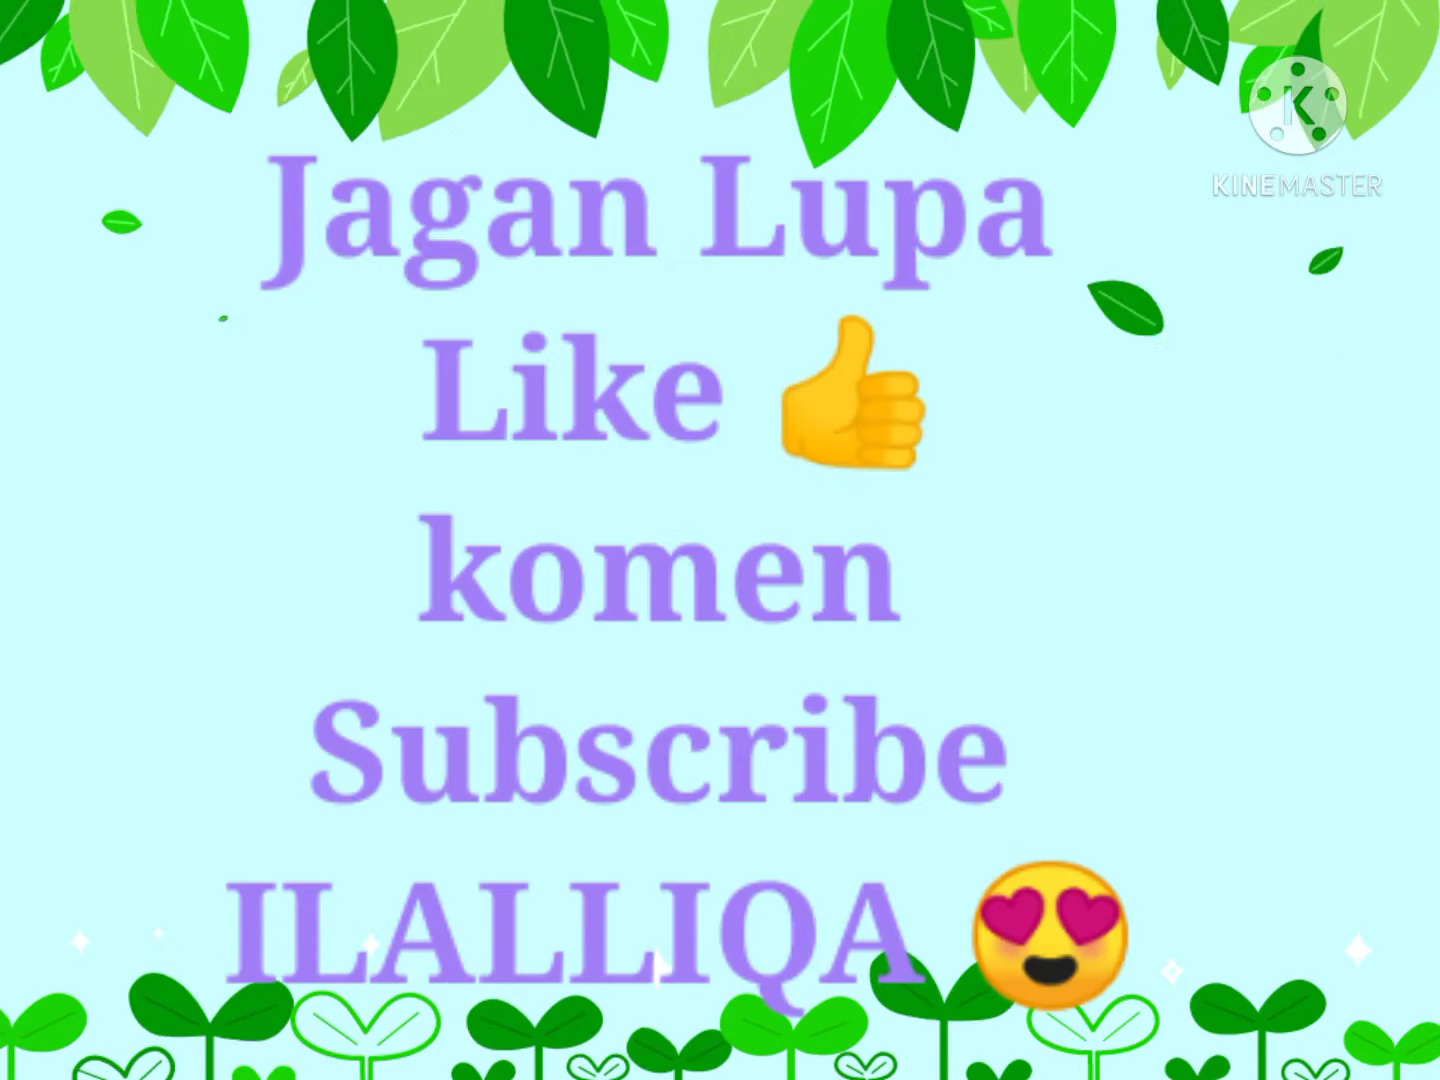 Jagan Lupa
Like 👍
komen
Subscribe
ILALLIQA 😍
KINEMASTER